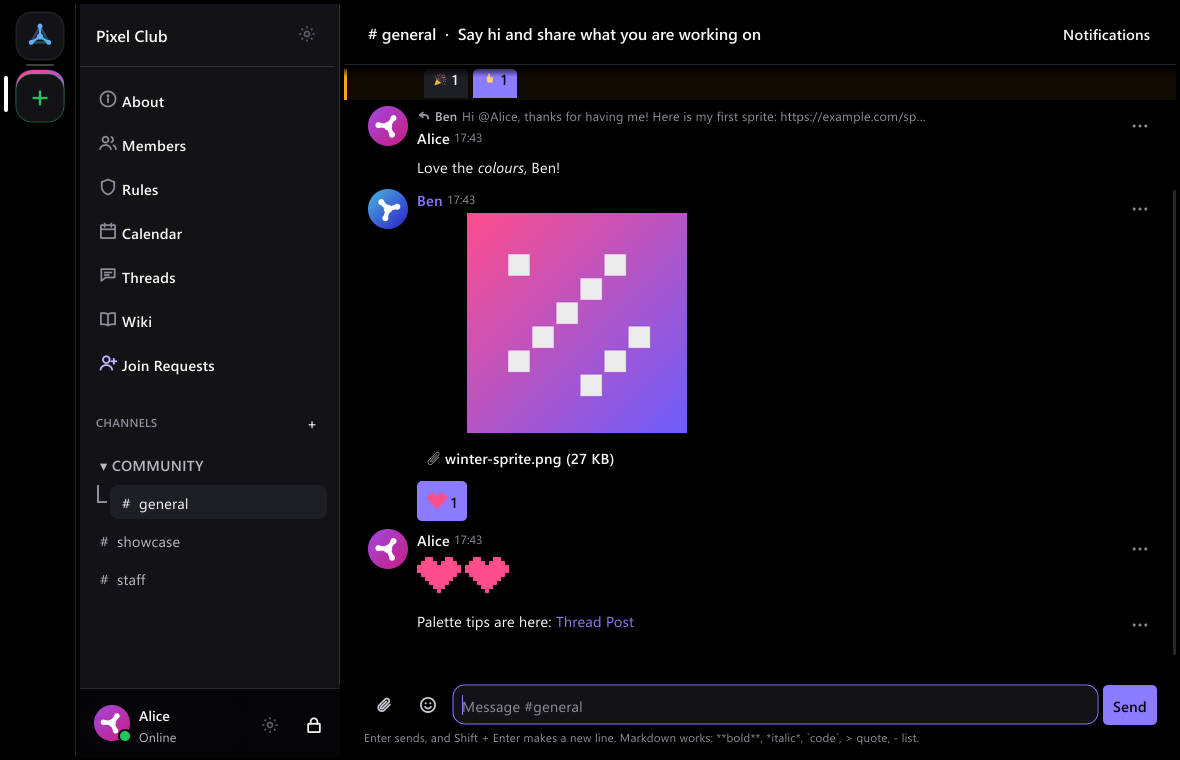 Pixel Club
About
Members
Rules
Calendar
Threads
Wiki
Join Requests
CHANNELS
+
▾ COMMUNITY
# general
# showcase
# staff
Alice
Online
# general · Say hi and share what you are working on
Notifications
1 1
Ben Hi @Alice, thanks for having me! Here is my first sprite: https://example.com/sp...
Alice 17:43
Love the colours, Ben!
Ben 17:43
winter-sprite.png (27 KB)
1
Alice 17:43
Palette tips are here: Thread Post
Message #general
Send
Enter sends, and Shift + Enter makes a new line. Markdown works: **bold**, *italic*, `code`, > quote, - list.